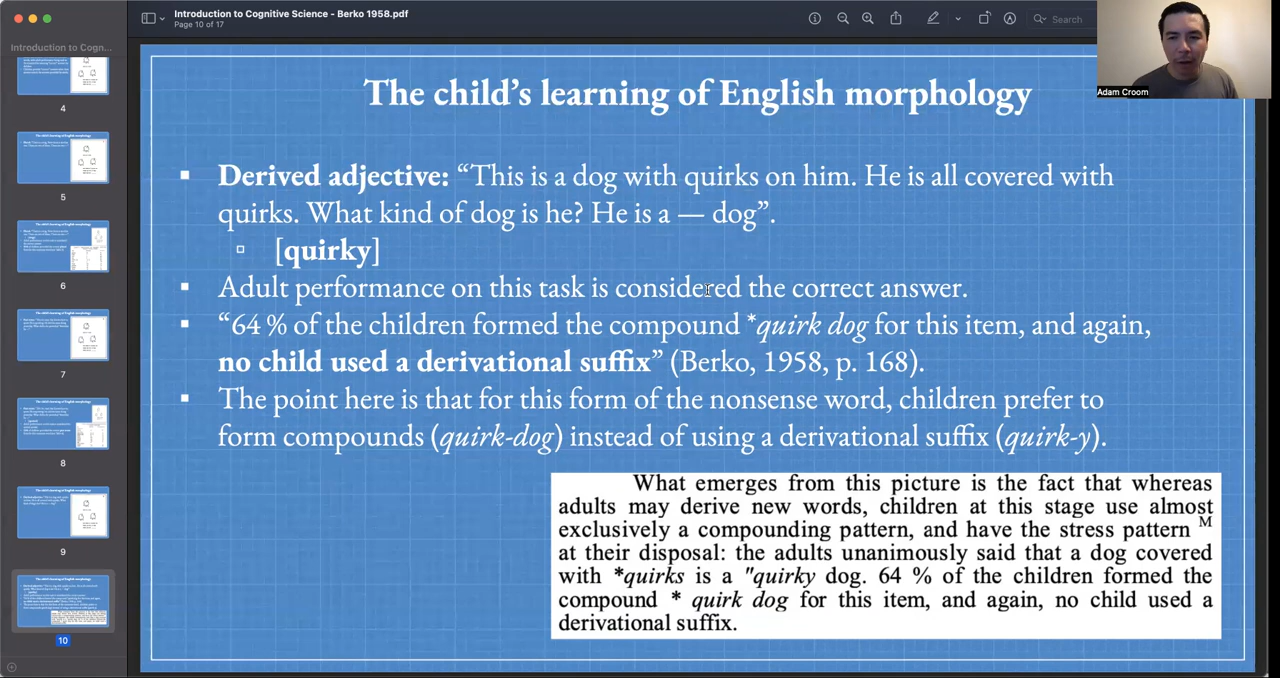 Introduction to Cognitive Science - Berko 1958.pdf
Page 10 of 17
Search
Introduction to Cogn...
4
5
6
7
8
9
10
Adam Croom
The child’s learning of English morphology
▪ Derived adjective: “This is a dog with quirks on him. He is all covered with
quirks. What kind of dog is he? He is a — dog”.
▫ [quirky]
▪ Adult performance on this task is considered the correct answer.
▪ “64 % of the children formed the compound *quirk dog for this item, and again,
no child used a derivational suffix” (Berko, 1958, p. 168).
▪ The point here is that for this form of the nonsense word, children prefer to
form compounds (quirk-dog) instead of using a derivational suffix (quirk-y).
What emerges from this picture is the fact that whereas
adults may derive new words, children at this stage use almost
exclusively a compounding pattern, and have the stress pattern M
at their disposal: the adults unanimously said that a dog covered
with *quirks is a "quirky dog. 64 % of the children formed the
compound * quirk dog for this item, and again, no child used a
derivational suffix.